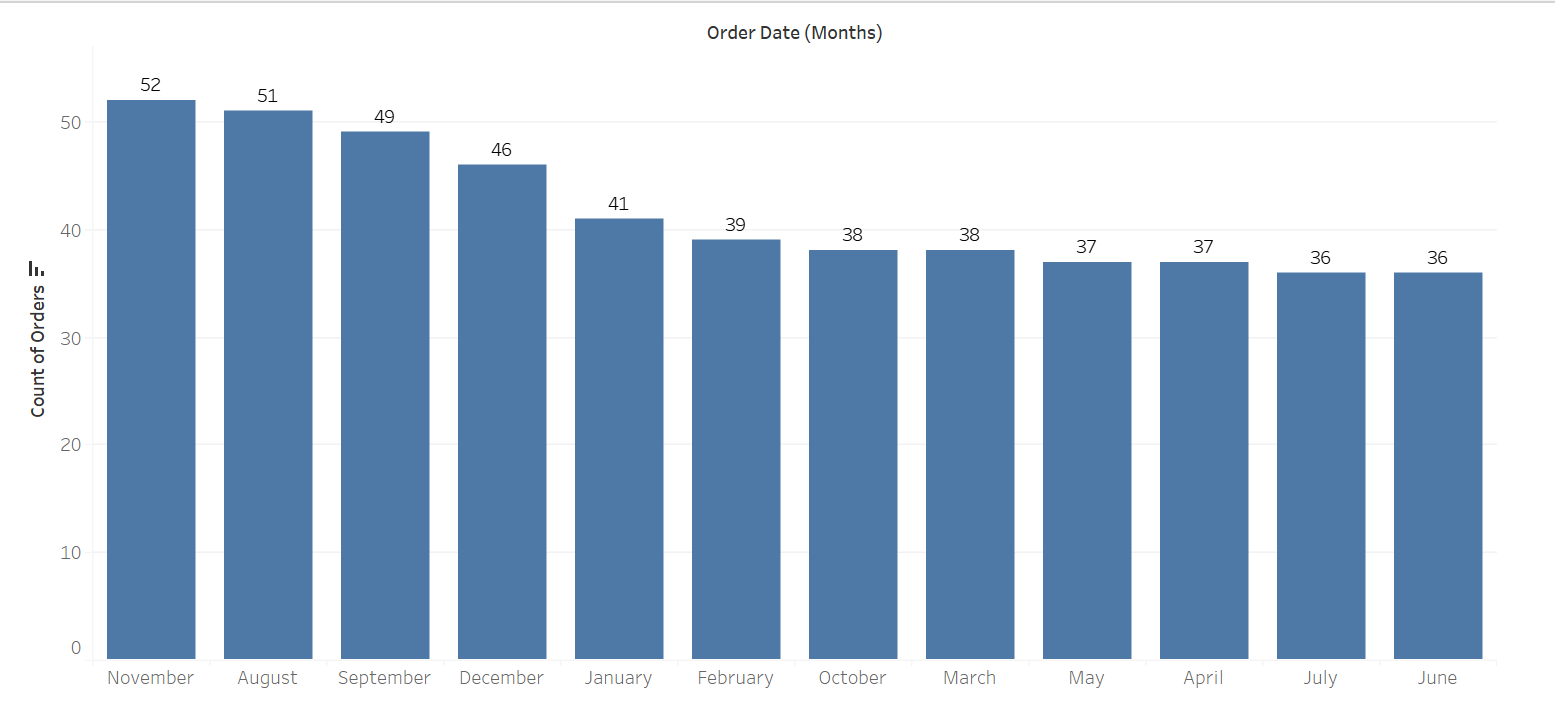 Order Date (Months)
Count of Orders
50
40
30
20
10
0
52
51
49
46
41
39
38
38
37
37
36
36
November
August
September
December
January
February
October
March
May
April
July
June